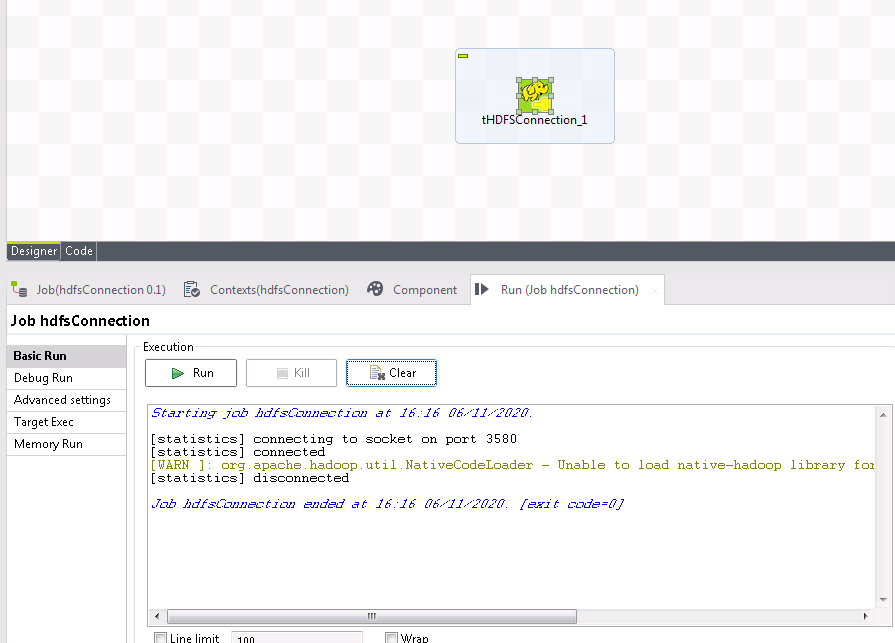 tHDFSConnection_1
Designer Code
Job(hdfsConnection 0.1) Contexts(hdfsConnection) Component Run (Job hdfsConnection)
Job hdfsConnection
Basic Run
Debug Run
Advanced settings
Target Exec
Memory Run
Execution
Run Kill Clear
Starting job hdfsConnection at 16:16 06/11/2020.
[statistics] connecting to socket on port 3580
[statistics] connected
[WARN ]: org.apache.hadoop.util.NativeCodeLoader - Unable to load native-hadoop library for
[statistics] disconnected
Job hdfsConnection ended at 16:16 06/11/2020. [exit code=0]
Line limit 100 Wrap